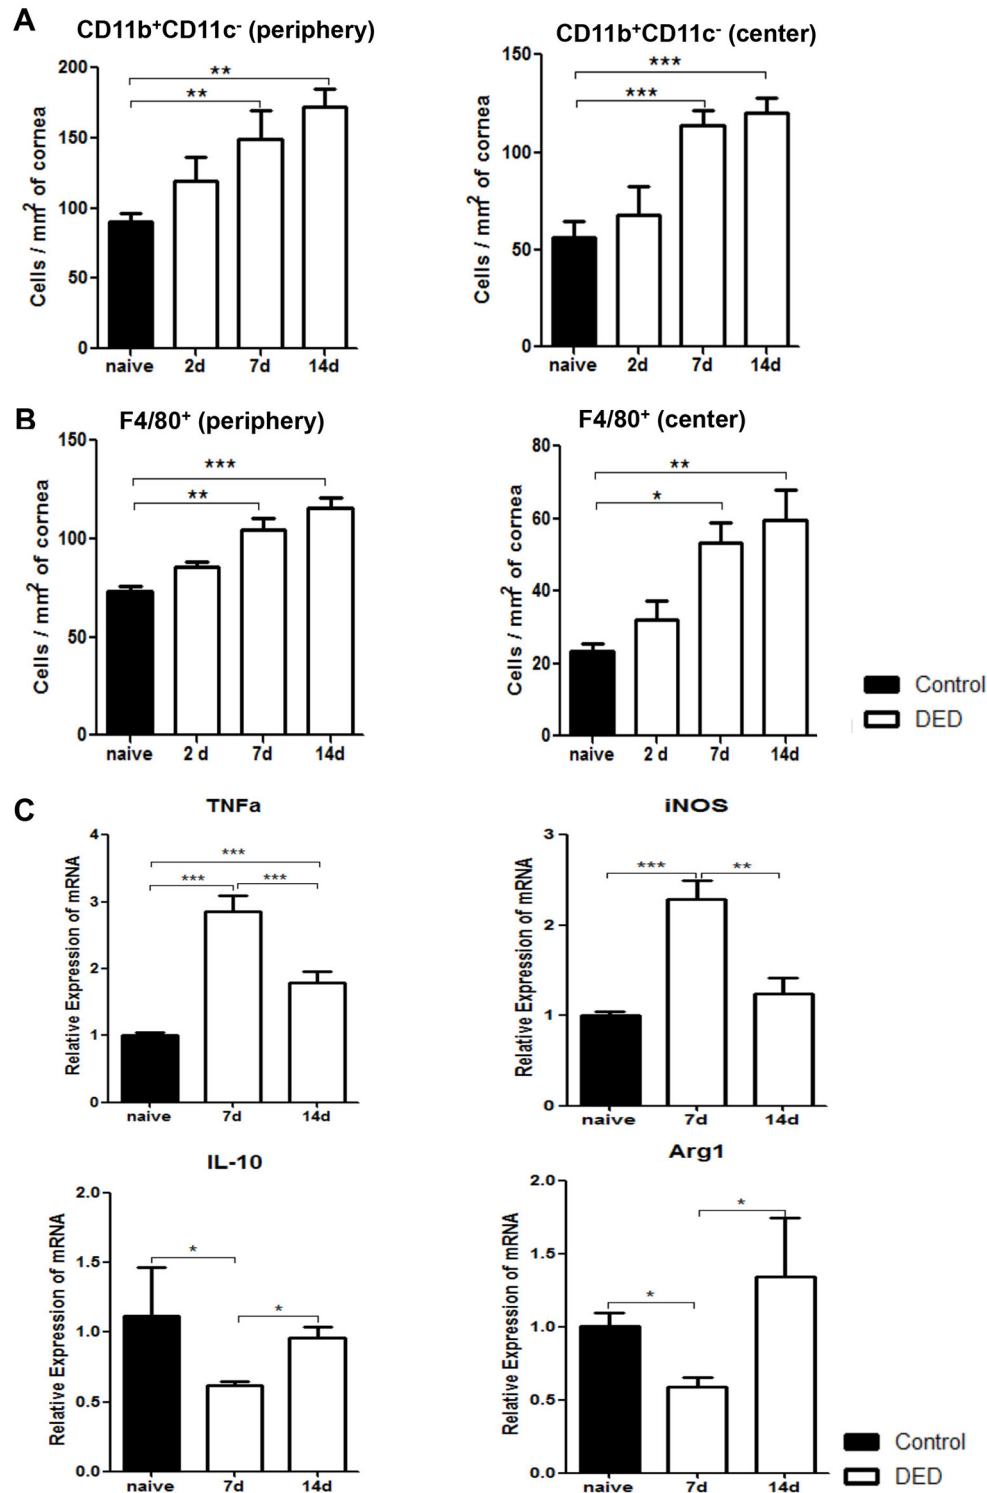 A
CD11b+CD11c- (periphery)
CD11b+CD11c- (center)
Cells / mm2 of cornea
200
150
100
50
0
**
**
naive 2d 7d 14d
Cells / mm2 of cornea
150
100
50
0
***
***
naive 2d 7d 14d
B
F4/80+ (periphery)
F4/80+ (center)
Cells / mm2 of cornea
150
100
50
0
***
**
naive 2 d 7d 14d
Cells / mm2 of cornea
80
60
40
20
0
**
*
naive 2 d 7d 14d
Control
DED
C
TNFa
iNOS
Relative Expression of mRNA
4
3
2
1
0
***
*** ***
naive 7d 14d
Relative Expression of mRNA
3
2
1
0
*** **
naive 7d 14d
IL-10
Arg1
Relative Expression of mRNA
2.0
1.5
1.0
0.5
0.0
*
*
naive 7d 14d
Relative Expression of mRNA
2.0
1.5
1.0
0.5
0.0
*
*
naive 7d 14d
Control
DED